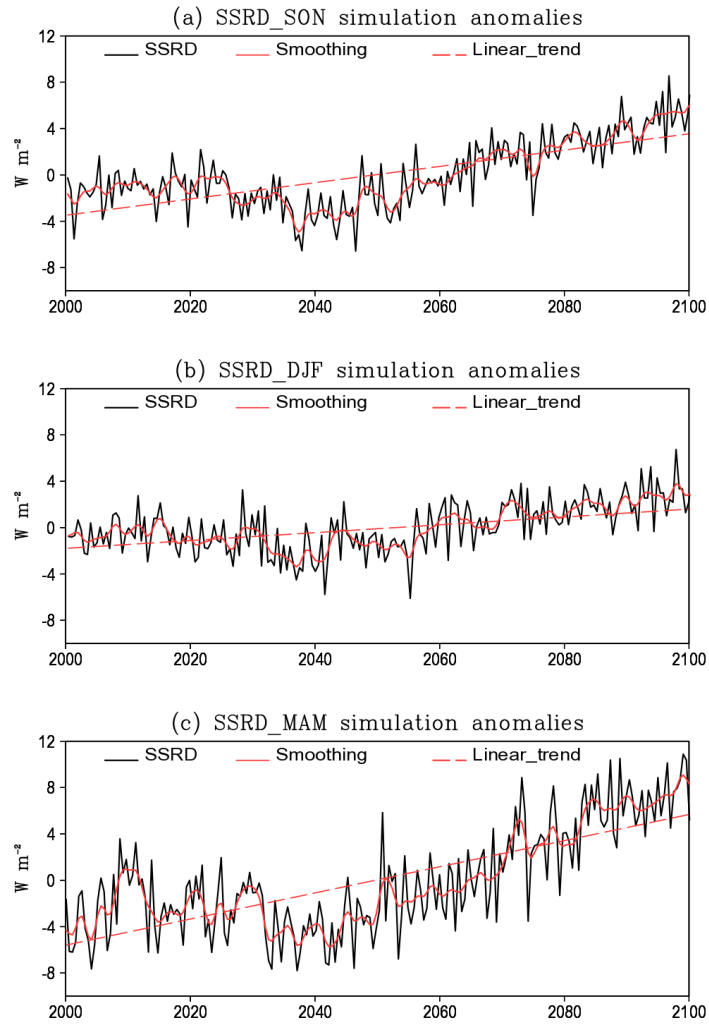 (a) SSRD_SON simulation anomalies
12
SSRD Smoothing Linear_trend
8
4
0
-4
-8
W m⁻²
2000 2020 2040 2060 2080 2100
(b) SSRD_DJF simulation anomalies
12
SSRD Smoothing Linear_trend
8
4
0
-4
-8
W m⁻²
2000 2020 2040 2060 2080 2100
(c) SSRD_MAM simulation anomalies
12
SSRD Smoothing Linear_trend
8
4
0
-4
-8
W m⁻²
2000 2020 2040 2060 2080 2100